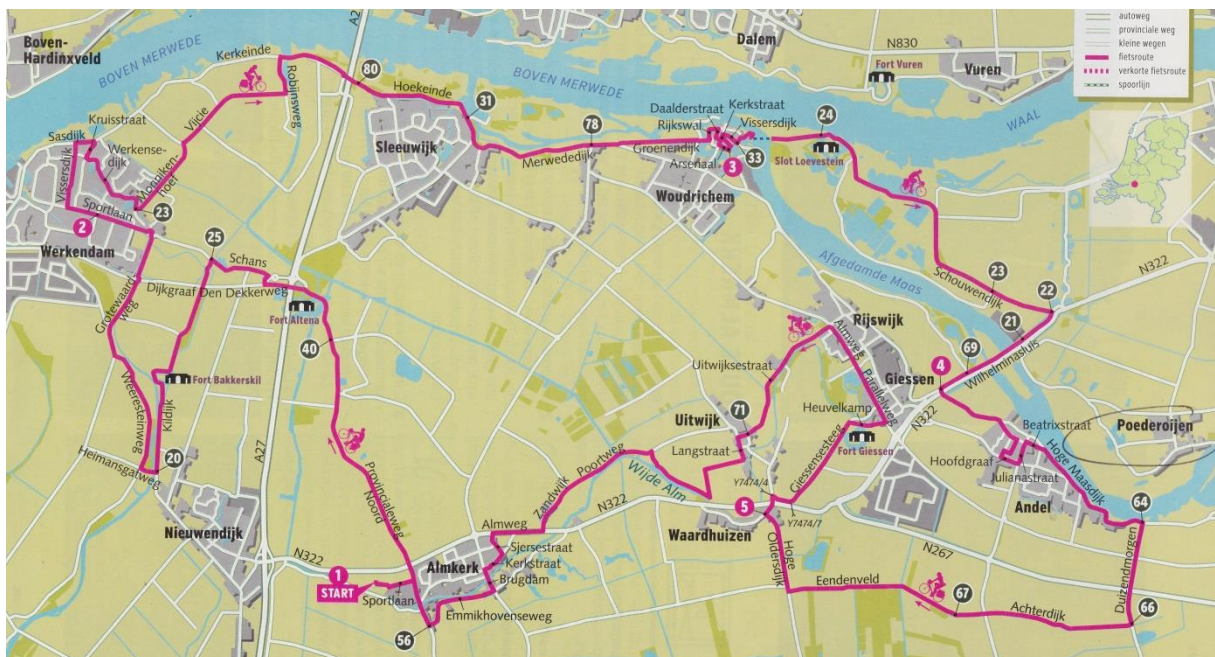 BOVEN-
HARDINXVELD
BOVEN MERWEDE
Kerkeinde
Robijnsweg
A27
80
Hoekeinde
31
BOVEN MERWEDE
Dalem
N830
Fort Vuren
Vuren
WAAL
autoweg
provinciale weg
kleine wegen
fietsroute
verkorte fietsroute
spoorlijn
Kruisstraat
Sasdijk
Vissersdijk
Werkense-
dijk
Vijcie
Monniken-
hoef
Sportlaan
2
23
Werkendam
Sleeuwijk
78
Merwededijk
Groenendijk
Daalderstraat
Rijkswal
Kerkstraat
Vissersdijk
Arsenaal
3
33
Woudrichem
24
Slot Loevestein
25
Schans
Dijkgraaf Den Dekkerweg
Fort Altena
40
Grotewaard-
weg
Fort Bakkerskil
Weeresteinweg
Kildijk
20
Heimansgatweg
Nieuwendijk
A27
Afgedamde Maas
23
Schouwendijk
22
N322
21
Wilhelminasluis
69
4
Rijswijk
Almweg
Parallelweg
Giessen
N322
Uitwijksestraat
Uitwijk
71
Langstraat
Heuvelkamp
Fort Giessen
Giessensesteeg
Y7474/4
Y7474/7
5
Waardhuizen
Wijde Alm
Poortweg
Zandwijk
N322
Almweg
Sjersestraat
Kerkstraat
Brugdam
Almkerk
Provincialeweg
Noord
N322
1
START
Sportlaan
56
Emmikhovenseweg
Hoge
Oldersdijk
Eendenveld
67
Achterdijk
66
Duizendmorgen
64
N267
Andel
Hoofdgraaf
Julianastraat
Beatrixstraat
Hoge Maasdijk
Poederoijen